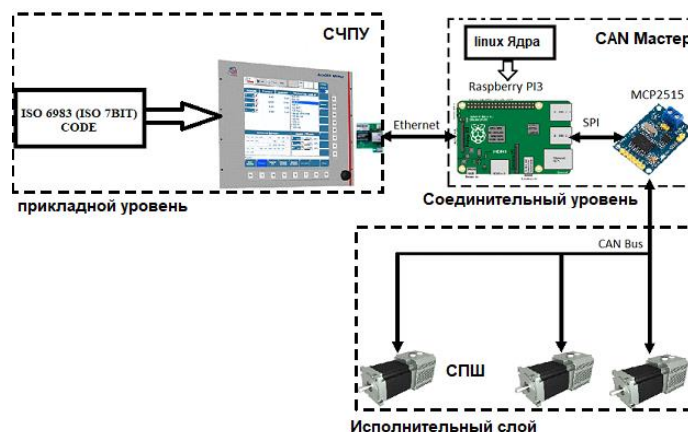 СЧПУ
ISO 6983 (ISO 7BIT)
CODE
прикладной уровень
Ethernet
linux Ядра
CAN Мастер
Raspberry PI3
MCP2515
SPI
Соединительный уровень
CAN Bus
СПШ
Исполнительный слой